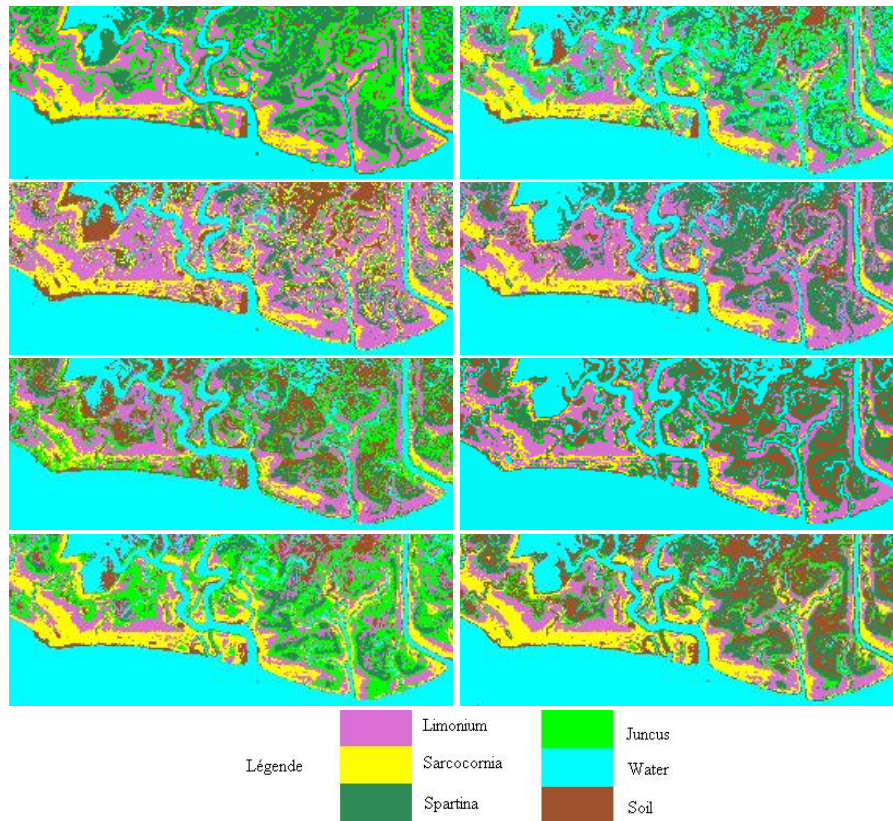 Limonium
Juncus
Légende
Sarcocornia
Water
Spartina
Soil